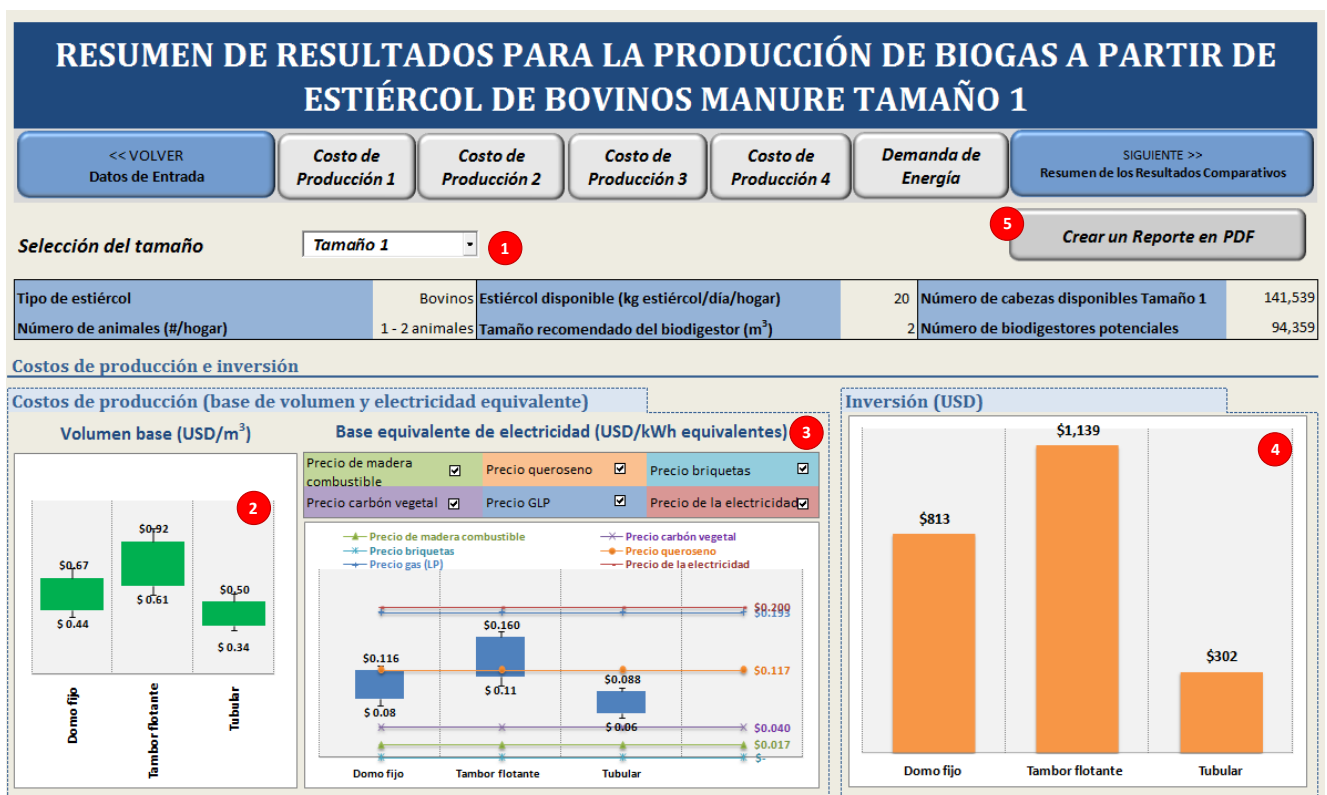 RESUMEN DE RESULTADOS PARA LA PRODUCCIÓN DE BIOGAS A PARTIR DE
ESTIÉRCOL DE BOVINOS MANURE TAMAÑO 1
<< VOLVER
Datos de Entrada
Costo de
Producción 1
Costo de
Producción 2
Costo de
Producción 3
Costo de
Producción 4
Demanda de
Energía
SIGUIENTE >>
Resumen de los Resultados Comparativos
Selección del tamaño
Tamaño 1
1
5
Crear un Reporte en PDF
Tipo de estiércol Bovinos Estiércol disponible (kg estiércol/día/hogar) 20 Número de cabezas disponibles Tamaño 1 141,539
Número de animales (#/hogar) 1 - 2 animales Tamaño recomendado del biodigestor (m³) 2 Número de biodigestores potenciales 94,359
Costos de producción e inversión
Costos de producción (base de volumen y electricidad equivalente)
Volumen base (USD/m³)
2
$0.67
$ 0.44
$0.92
$ 0.61
$0.50
$ 0.34
Domo fijo
Tambor flotante
Tubular
Base equivalente de electricidad (USD/kWh equivalentes)
3
Precio de madera
combustible
Precio queroseno
Precio briquetas
Precio carbón vegetal
Precio GLP
Precio de la electricidad
Precio de madera combustible
Precio carbón vegetal
Precio briquetas
Precio queroseno
Precio gas (LP)
Precio de la electricidad
$0.200
$0.193
$0.160
$0.116
$0.117
$0.088
$ 0.11
$ 0.08
$ 0.06
$0.040
$0.017
$-
Domo fijo
Tambor flotante
Tubular
Inversión (USD)
4
$1,139
$813
$302
Domo fijo
Tambor flotante
Tubular